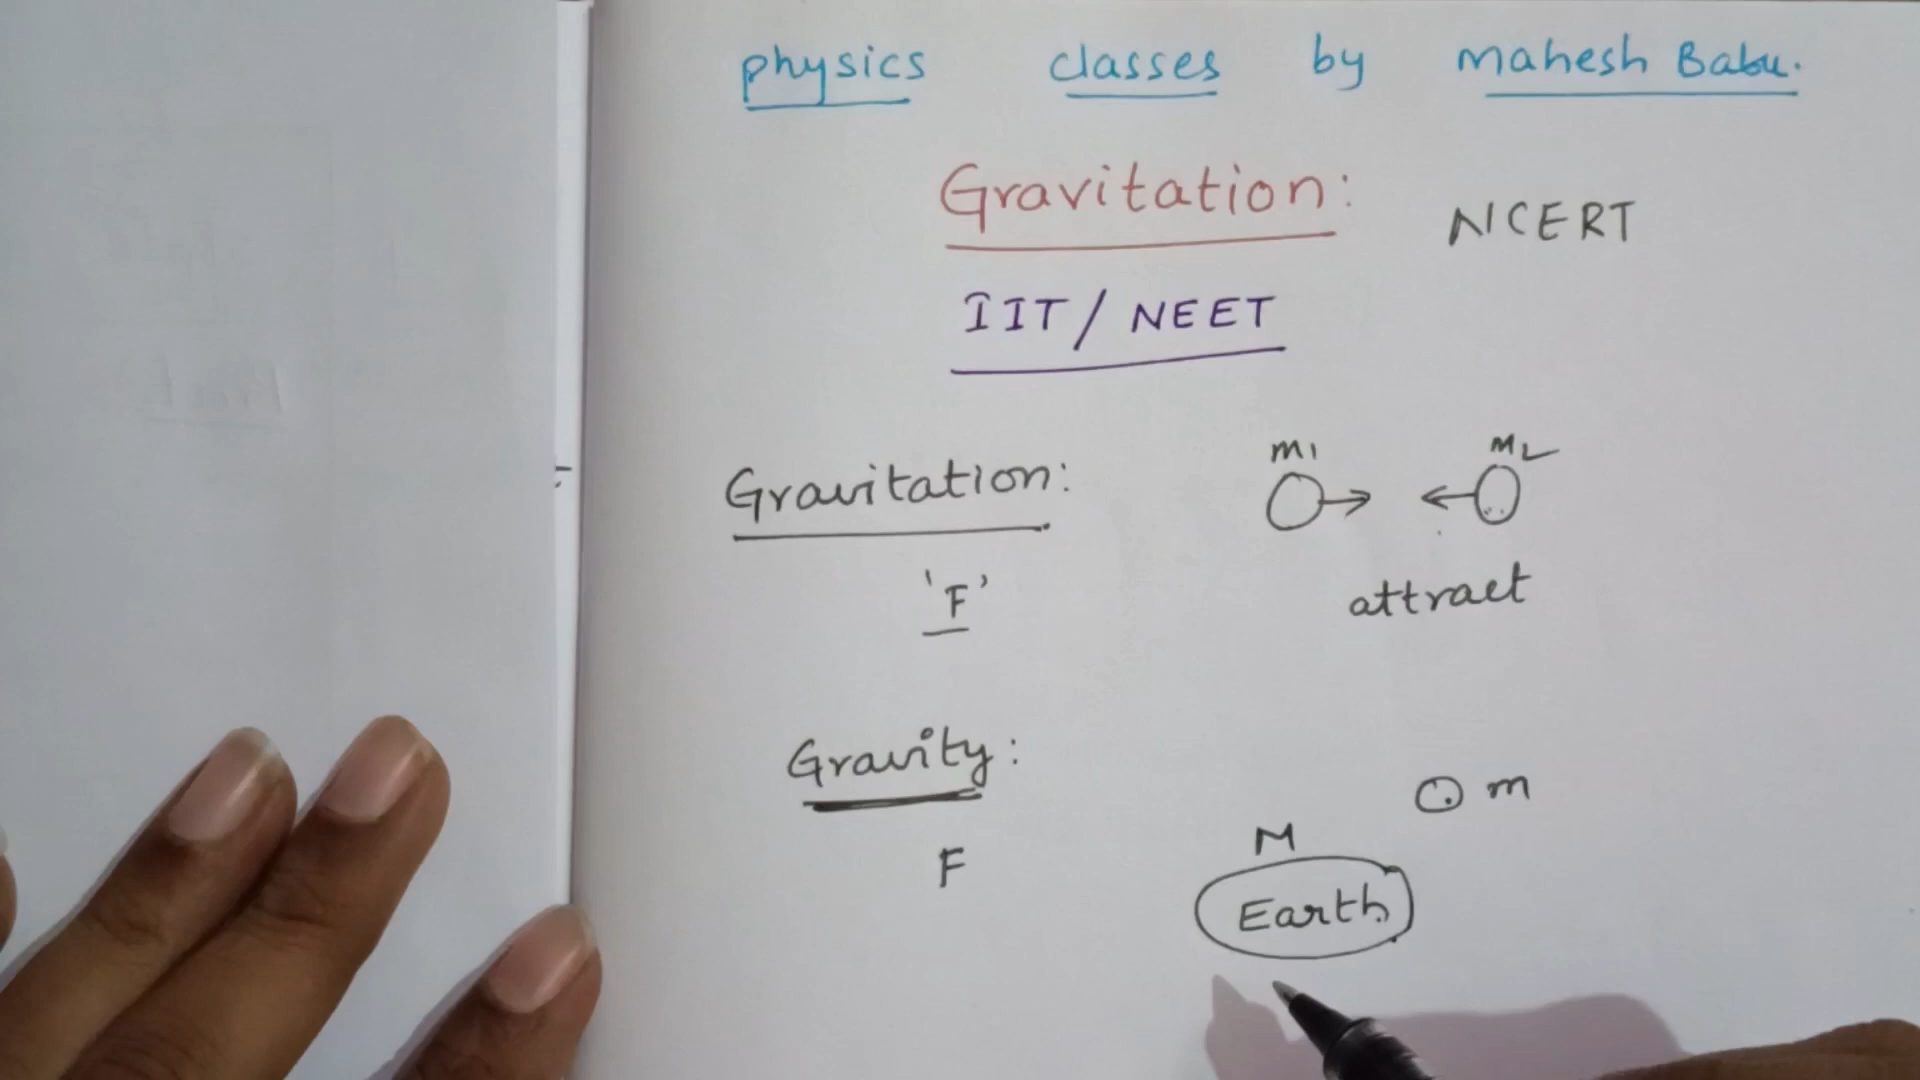 physics classes by mahesh Babu.
Gravitation:
NCERT
IIT / NEET
Gravitation:
m1 m2
'F'
attract
Gravity:
m
M
F
Earth